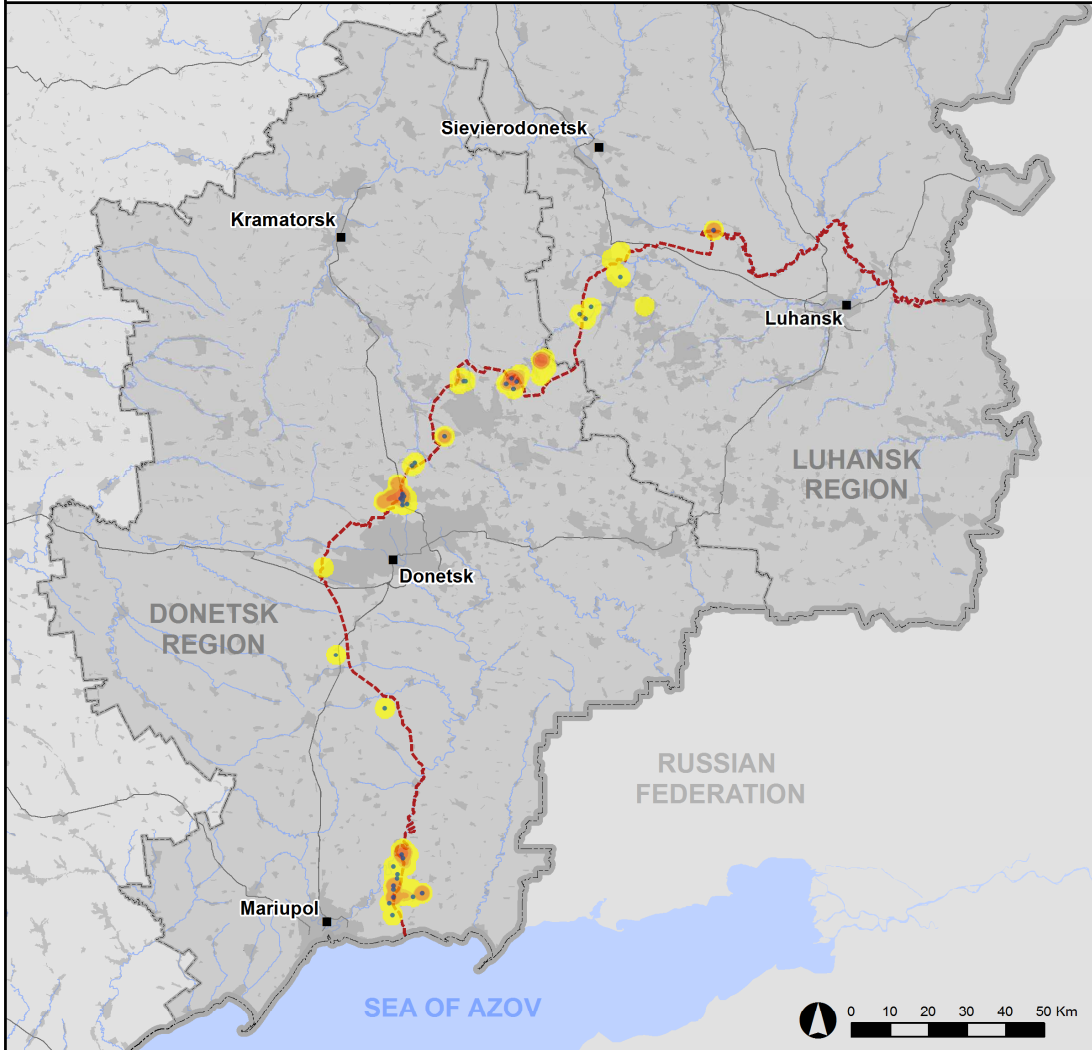 Sievierodonetsk
Kramatorsk
Luhansk
LUHANSK
REGION
Donetsk
DONETSK
REGION
RUSSIAN
FEDERATION
Mariupol
SEA OF AZOV
0 10 20 30 40 50 Km